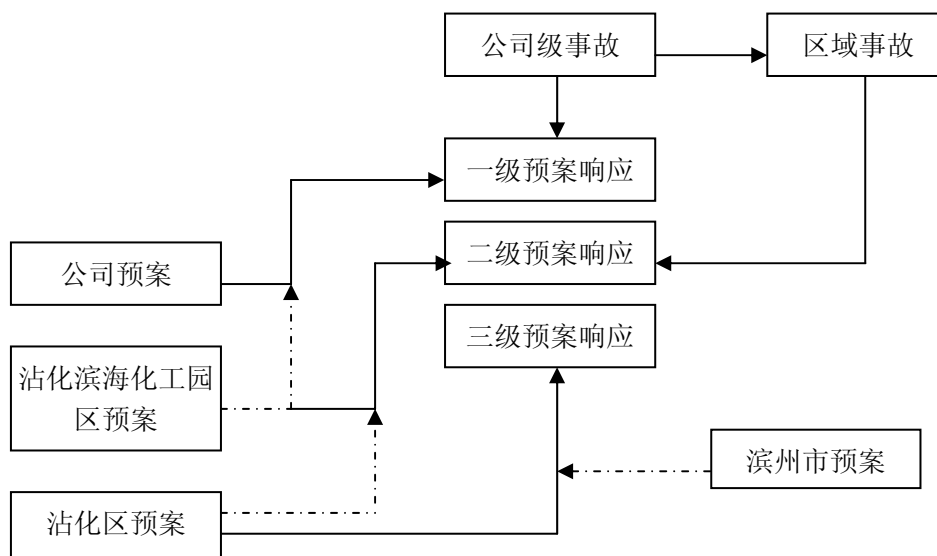 公司级事故
区域事故
一级预案响应
二级预案响应
公司预案
三级预案响应
沾化滨海化工园
区预案
滨州市预案
沾化区预案